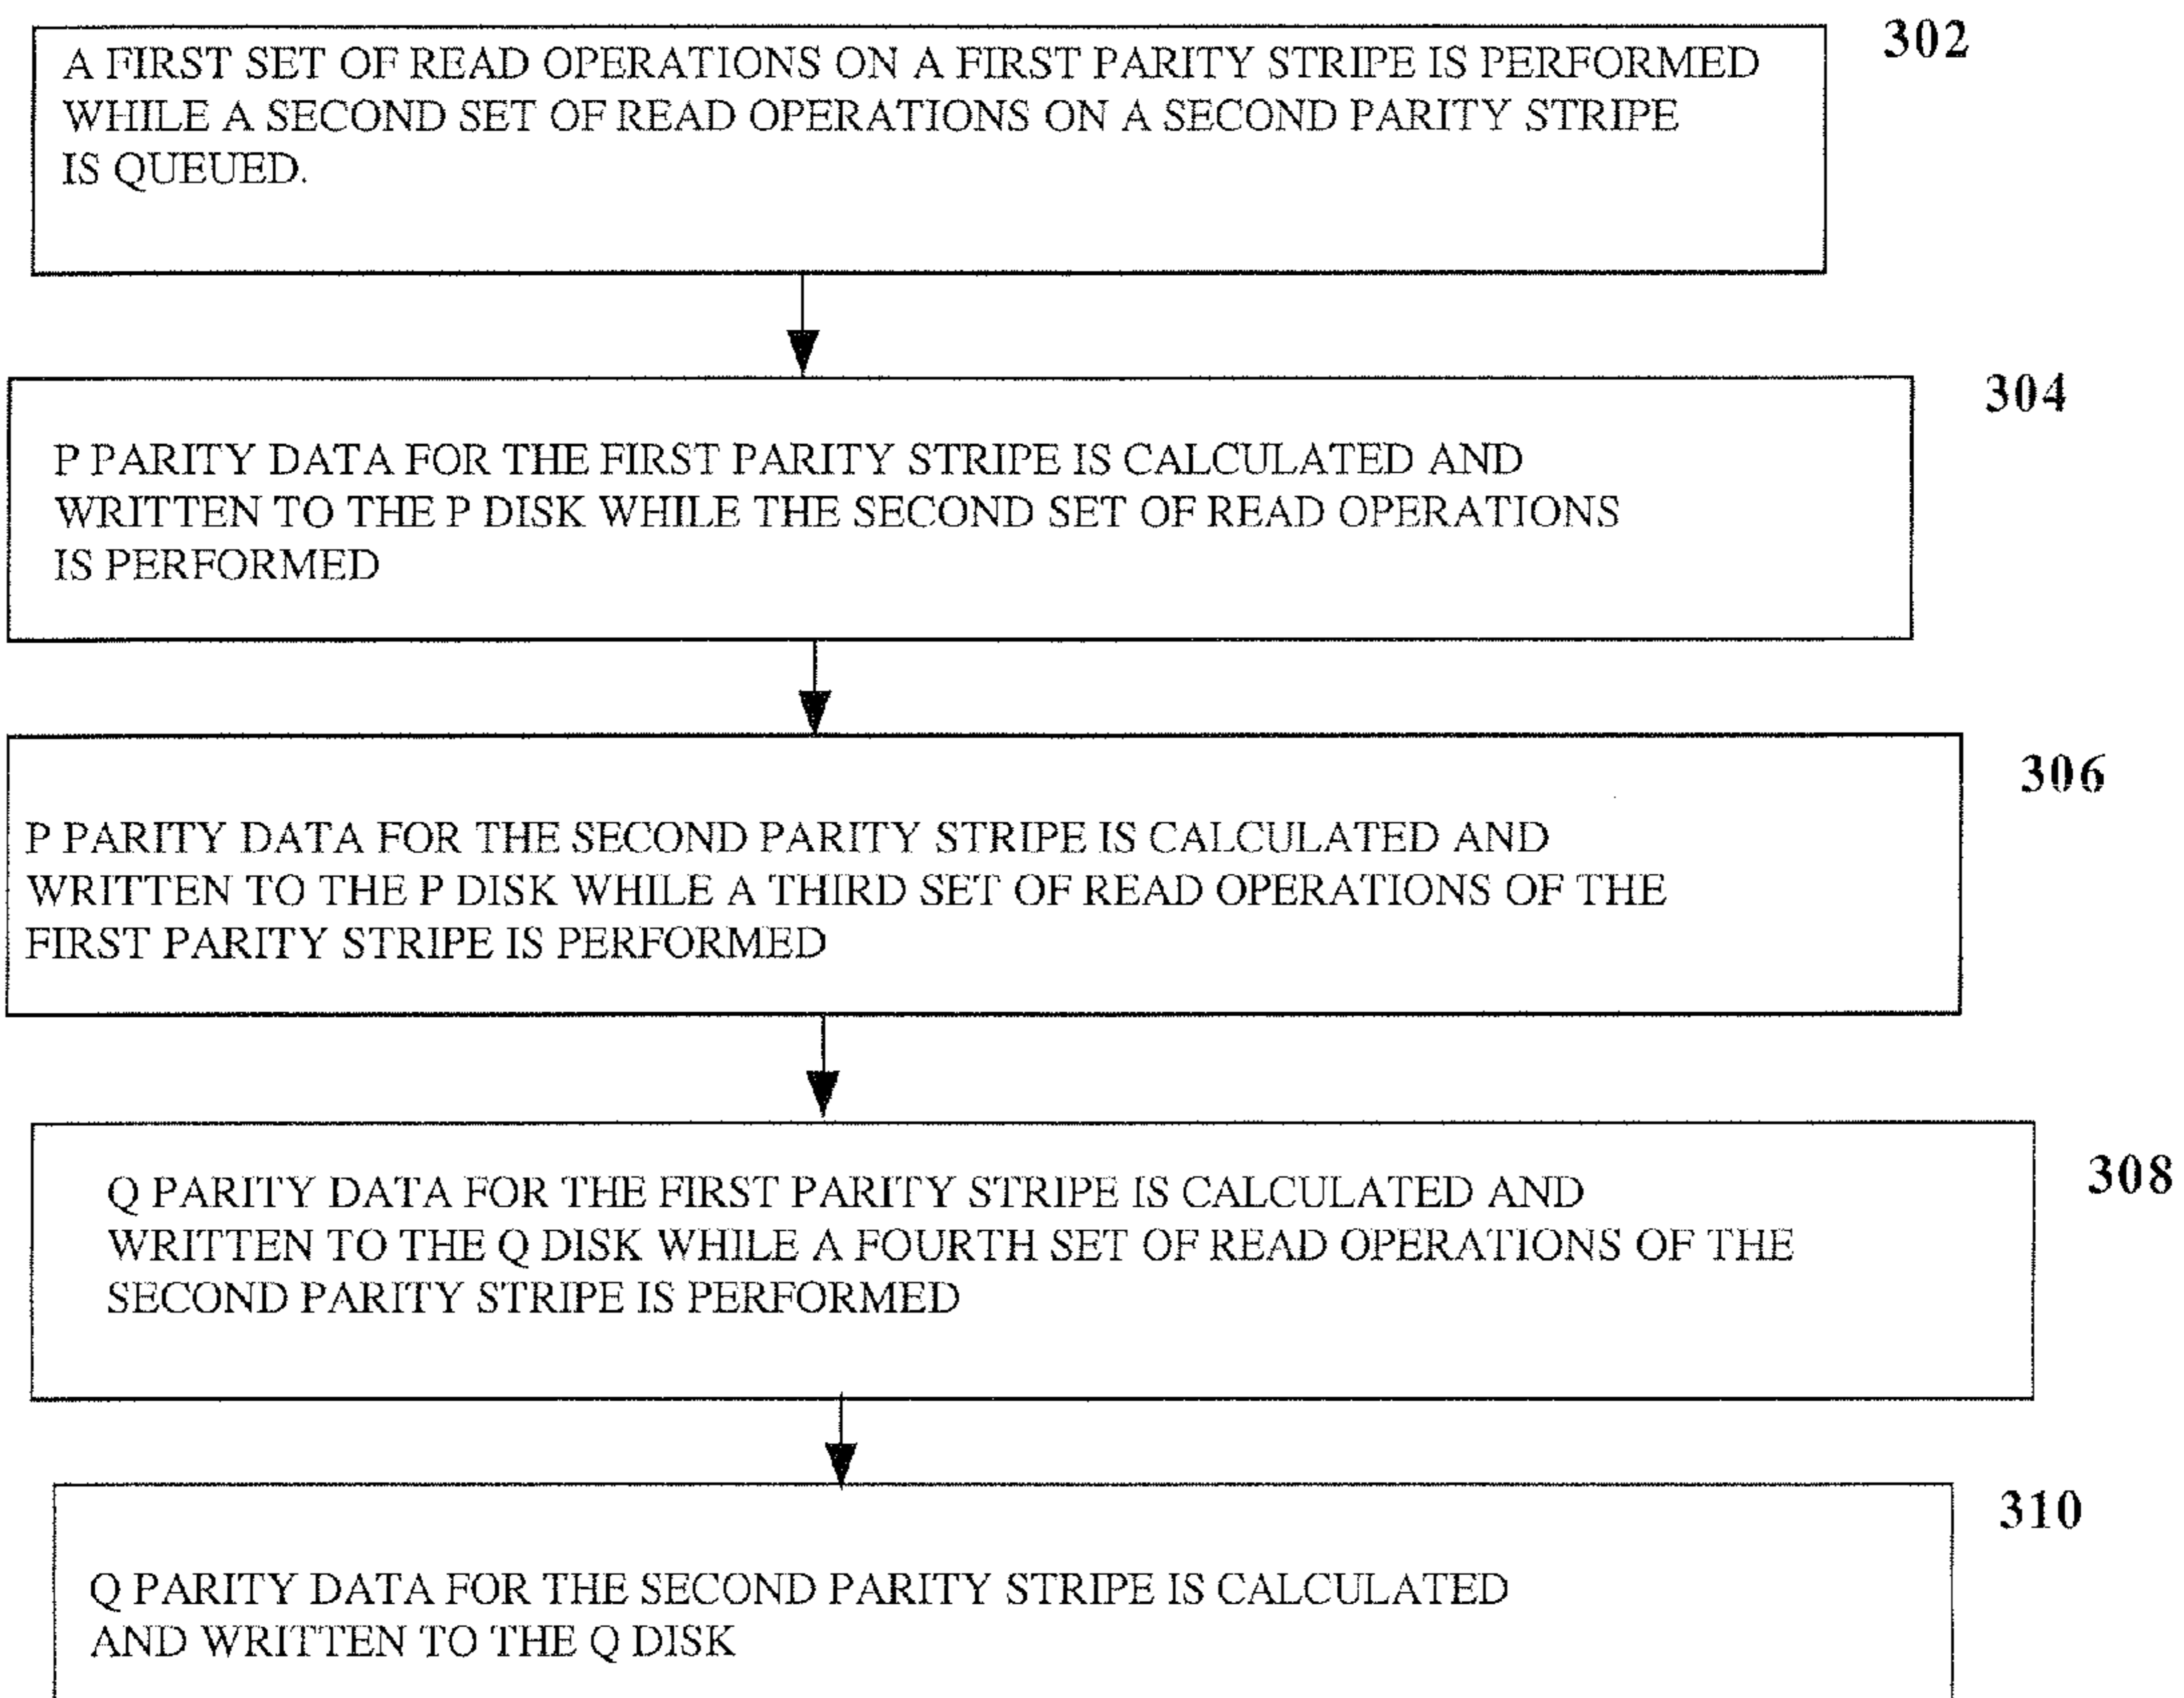 A FIRST SET OF READ OPERATIONS ON A FIRST PARITY STRIPE IS PERFORMED
WHILE A SECOND SET OF READ OPERATIONS ON A SECOND PARITY STRIPE
IS QUEUED.
302
P PARITY DATA FOR THE FIRST PARITY STRIPE IS CALCULATED AND
WRITTEN TO THE P DISK WHILE THE SECOND SET OF READ OPERATIONS
IS PERFORMED
304
P PARITY DATA FOR THE SECOND PARITY STRIPE IS CALCULATED AND
WRITTEN TO THE P DISK WHILE A THIRD SET OF READ OPERATIONS OF THE
FIRST PARITY STRIPE IS PERFORMED
306
Q PARITY DATA FOR THE FIRST PARITY STRIPE IS CALCULATED AND
WRITTEN TO THE Q DISK WHILE A FOURTH SET OF READ OPERATIONS OF THE
SECOND PARITY STRIPE IS PERFORMED
308
Q PARITY DATA FOR THE SECOND PARITY STRIPE IS CALCULATED
AND WRITTEN TO THE Q DISK
310